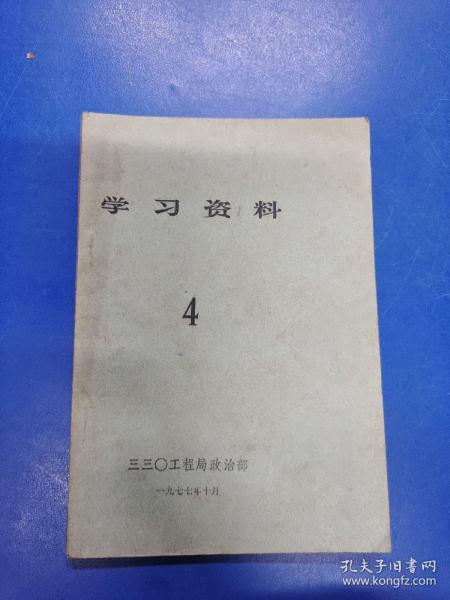 学习资料
4
三三〇工程局政治部
一九七七年十月
孔夫子旧书网
www.kongfz.com